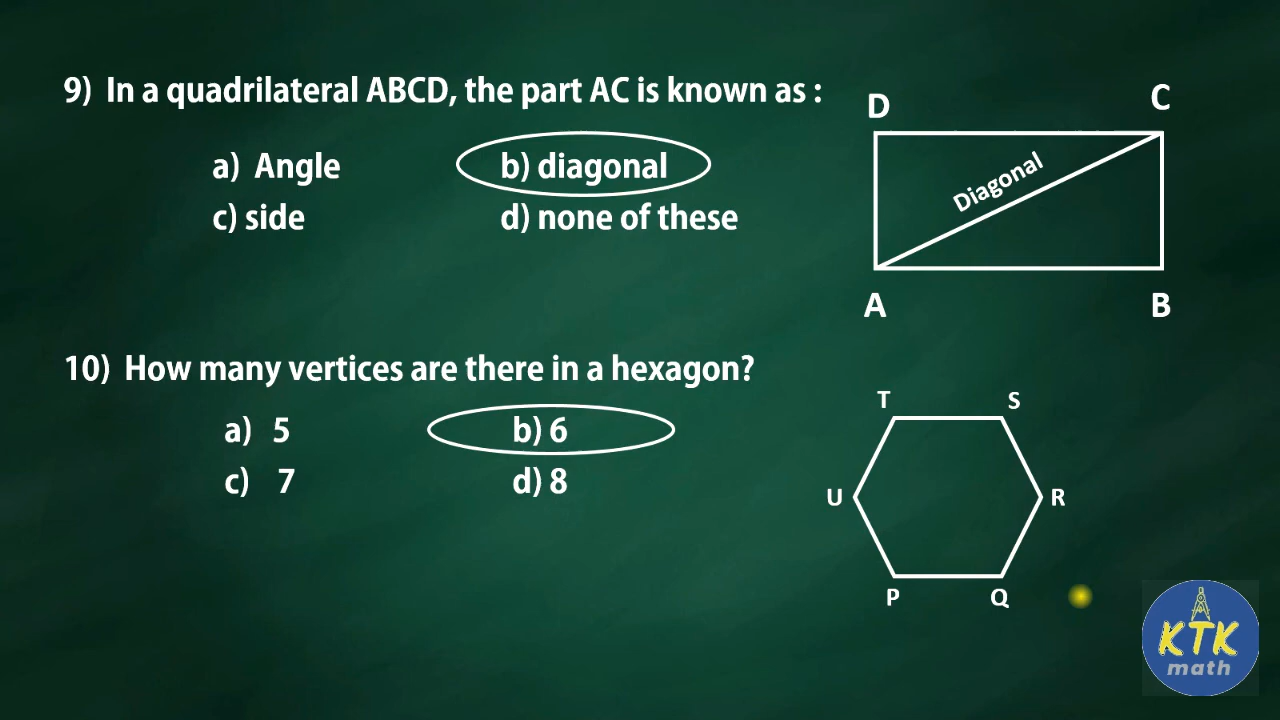 9) In a quadrilateral ABCD, the part AC is known as :
a) Angle b) diagonal
c) side d) none of these
D C
Diagonal
A B
10) How many vertices are there in a hexagon?
a) 5 b) 6
c) 7 d) 8
T S
U R
P Q
KTK
math